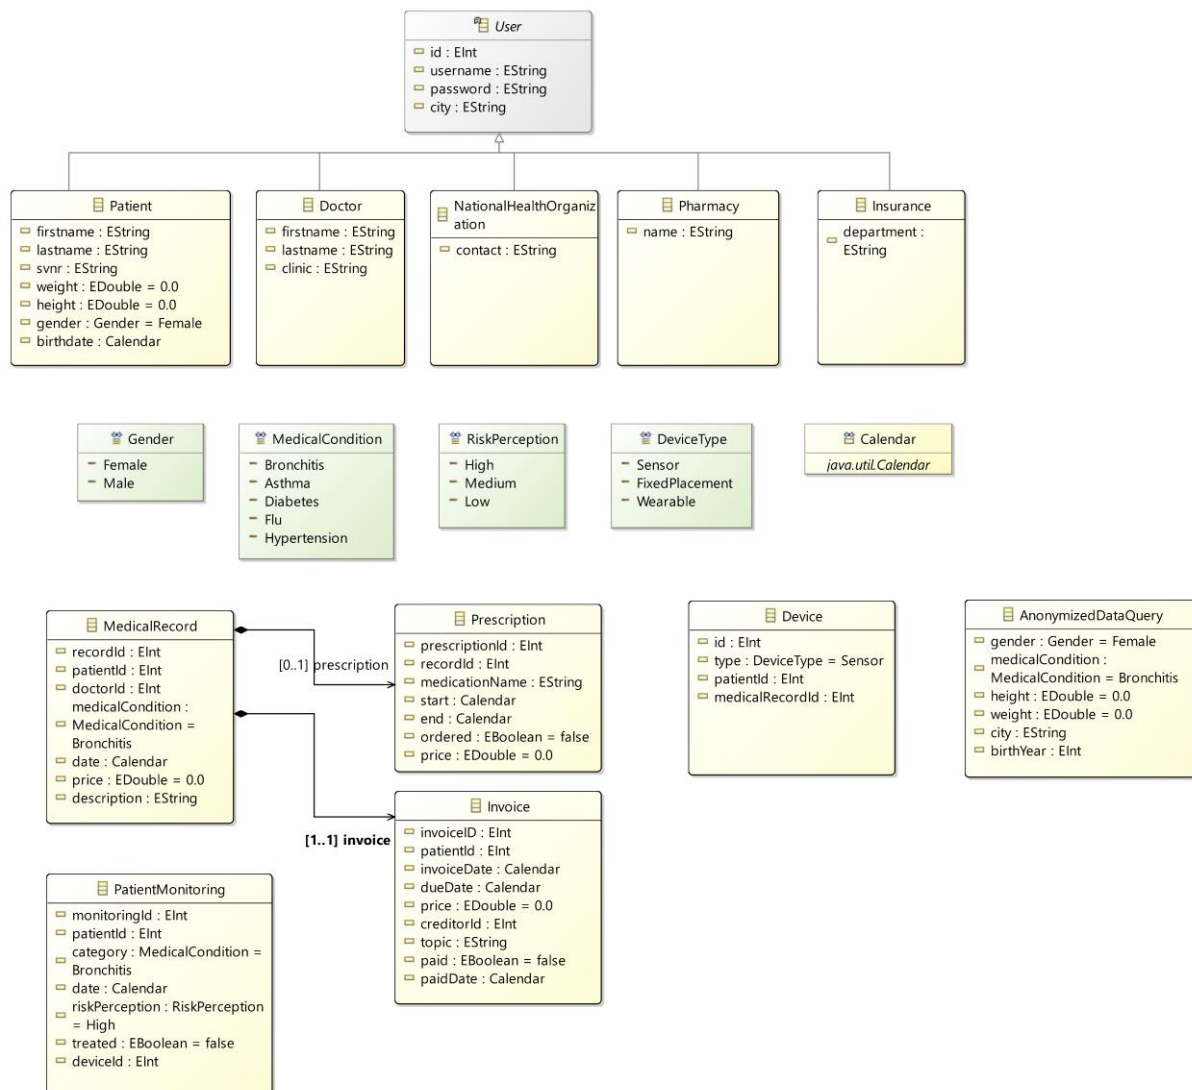 User
id : EInt
username : EString
password : EString
city : EString
Patient
firstname : EString
lastname : EString
svnr : EString
weight : EDouble = 0.0
height : EDouble = 0.0
gender : Gender = Female
birthdate : Calendar
Doctor
firstname : EString
lastname : EString
clinic : EString
NationalHealthOrganiz
ation
contact : EString
Pharmacy
name : EString
Insurance
department :
EString
Gender
Female
Male
MedicalCondition
Bronchitis
Asthma
Diabetes
Flu
Hypertension
RiskPerception
High
Medium
Low
DeviceType
Sensor
FixedPlacement
Wearable
Calendar
java.util.Calendar
MedicalRecord
recordId : EInt
patientId : EInt
doctorId : EInt
medicalCondition :
MedicalCondition =
Bronchitis
date : Calendar
price : EDouble = 0.0
description : EString
[0..1] prescription
Prescription
prescriptionId : EInt
recordId : EInt
medicationName : EString
start : Calendar
end : Calendar
ordered : EBoolean = false
price : EDouble = 0.0
Device
id : EInt
type : DeviceType = Sensor
patientId : EInt
medicalRecordId : EInt
AnonymizedDataQuery
gender : Gender = Female
medicalCondition :
MedicalCondition = Bronchitis
height : EDouble = 0.0
weight : EDouble = 0.0
city : EString
birthYear : EInt
[1..1] invoice
Invoice
invoiceID : EInt
patientId : EInt
invoiceDate : Calendar
dueDate : Calendar
price : EDouble = 0.0
creditorId : EInt
topic : EString
paid : EBoolean = false
paidDate : Calendar
PatientMonitoring
monitoringId : EInt
patientId : EInt
category : MedicalCondition =
Bronchitis
date : Calendar
riskPerception : RiskPerception
= High
treated : EBoolean = false
deviceId : EInt